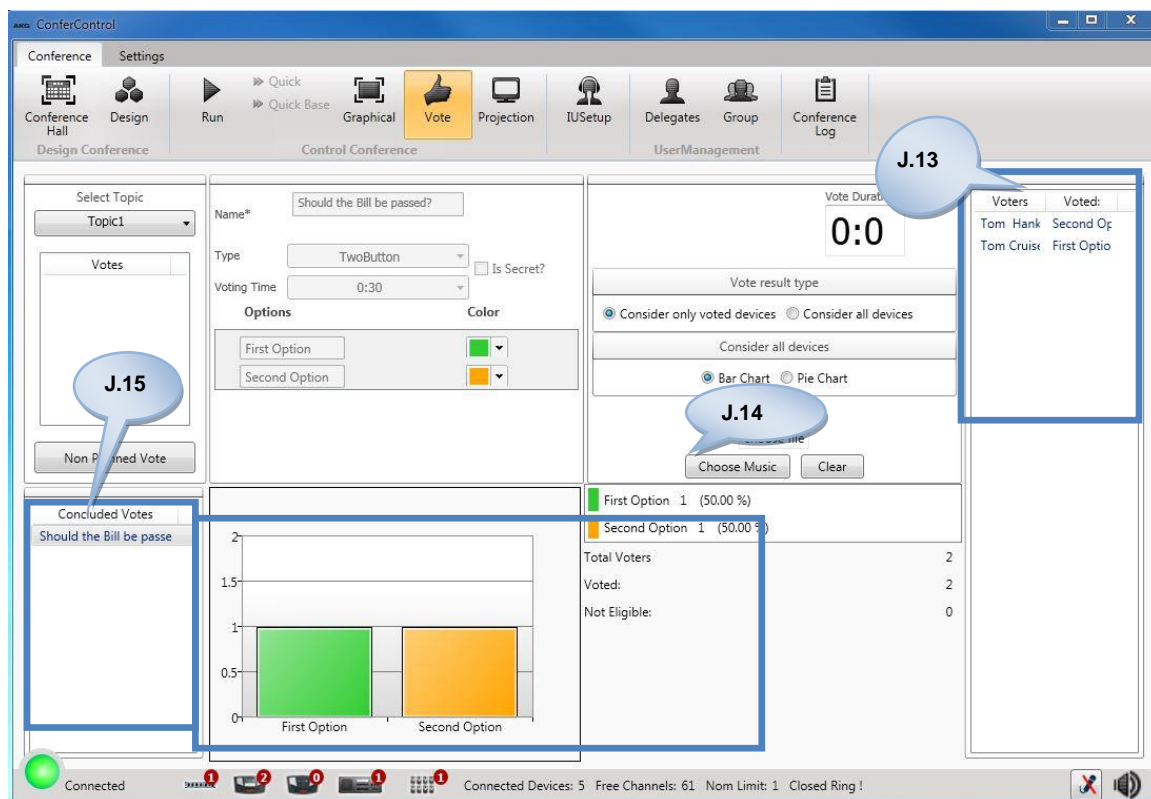 AKG ConferControl
Conference Settings
Conference Hall
Design
Run
Quick
Quick Base
Graphical
Vote
Projection
IUSetup
Delegates
Group
Conference Log
Design Conference
Control Conference
UserManagement
J.13
Select Topic
Topic1
Votes
J.15
Non P nned Vote
Name*
Should the Bill be passed?
Type
TwoButton
Is Secret?
Voting Time
0:30
Options Color
First Option
Second Option
Vote Durat
0:0
Vote result type
Consider only voted devices Consider all devices
Consider all devices
Bar Chart Pie Chart
J.14
Choose Music Clear
Voters Voted:
Tom Hank Second Op
Tom Cruise First Optio
Concluded Votes
Should the Bill be passe
2
1.5
1
0.5
0
First Option Second Option
First Option 1 (50.00 %)
Second Option 1 (50.00 %)
Total Voters 2
Voted: 2
Not Eligible: 0
Connected
1 2 0 1 1
Connected Devices: 5 Free Channels: 61 Nom Limit: 1 Closed Ring !